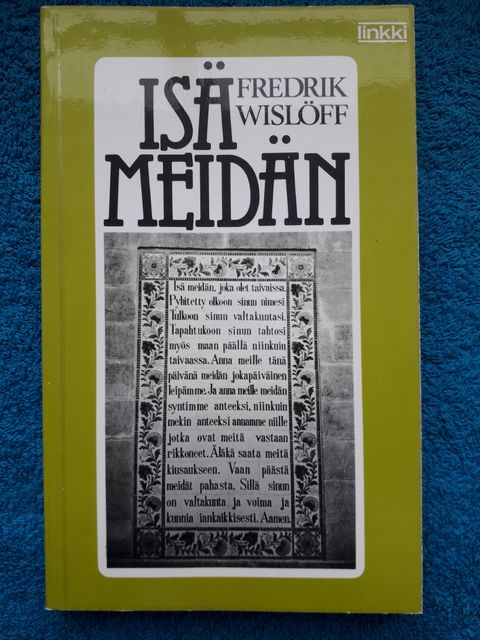 linkki
ISÄ
FREDRIK
WISLÖFF
MEIDÄN
Isä meidän, joka olet taivaissa.
Pyhitetty olkoon sinun nimesi
Tulkoon sinun valtakuntasi.
Tapahtukoon sinun tahtosi
myös maan päällä niinkuin
taivaassa. Anna meille tänä
päivänä meidän jokapäiväinen
leipämme. Ja anna meille meidän
syntimme anteeksi, niinkuin
mekin anteeksi annamme niille
jotka ovat meitä vastaan
rikkoneet. Äläkä saata meitä
kiusaukseen. Vaan päästä
meidät pahasta. Sillä sinun
on valtakunta ja voima ja
kunnia iankaikkisesti. Aamen.